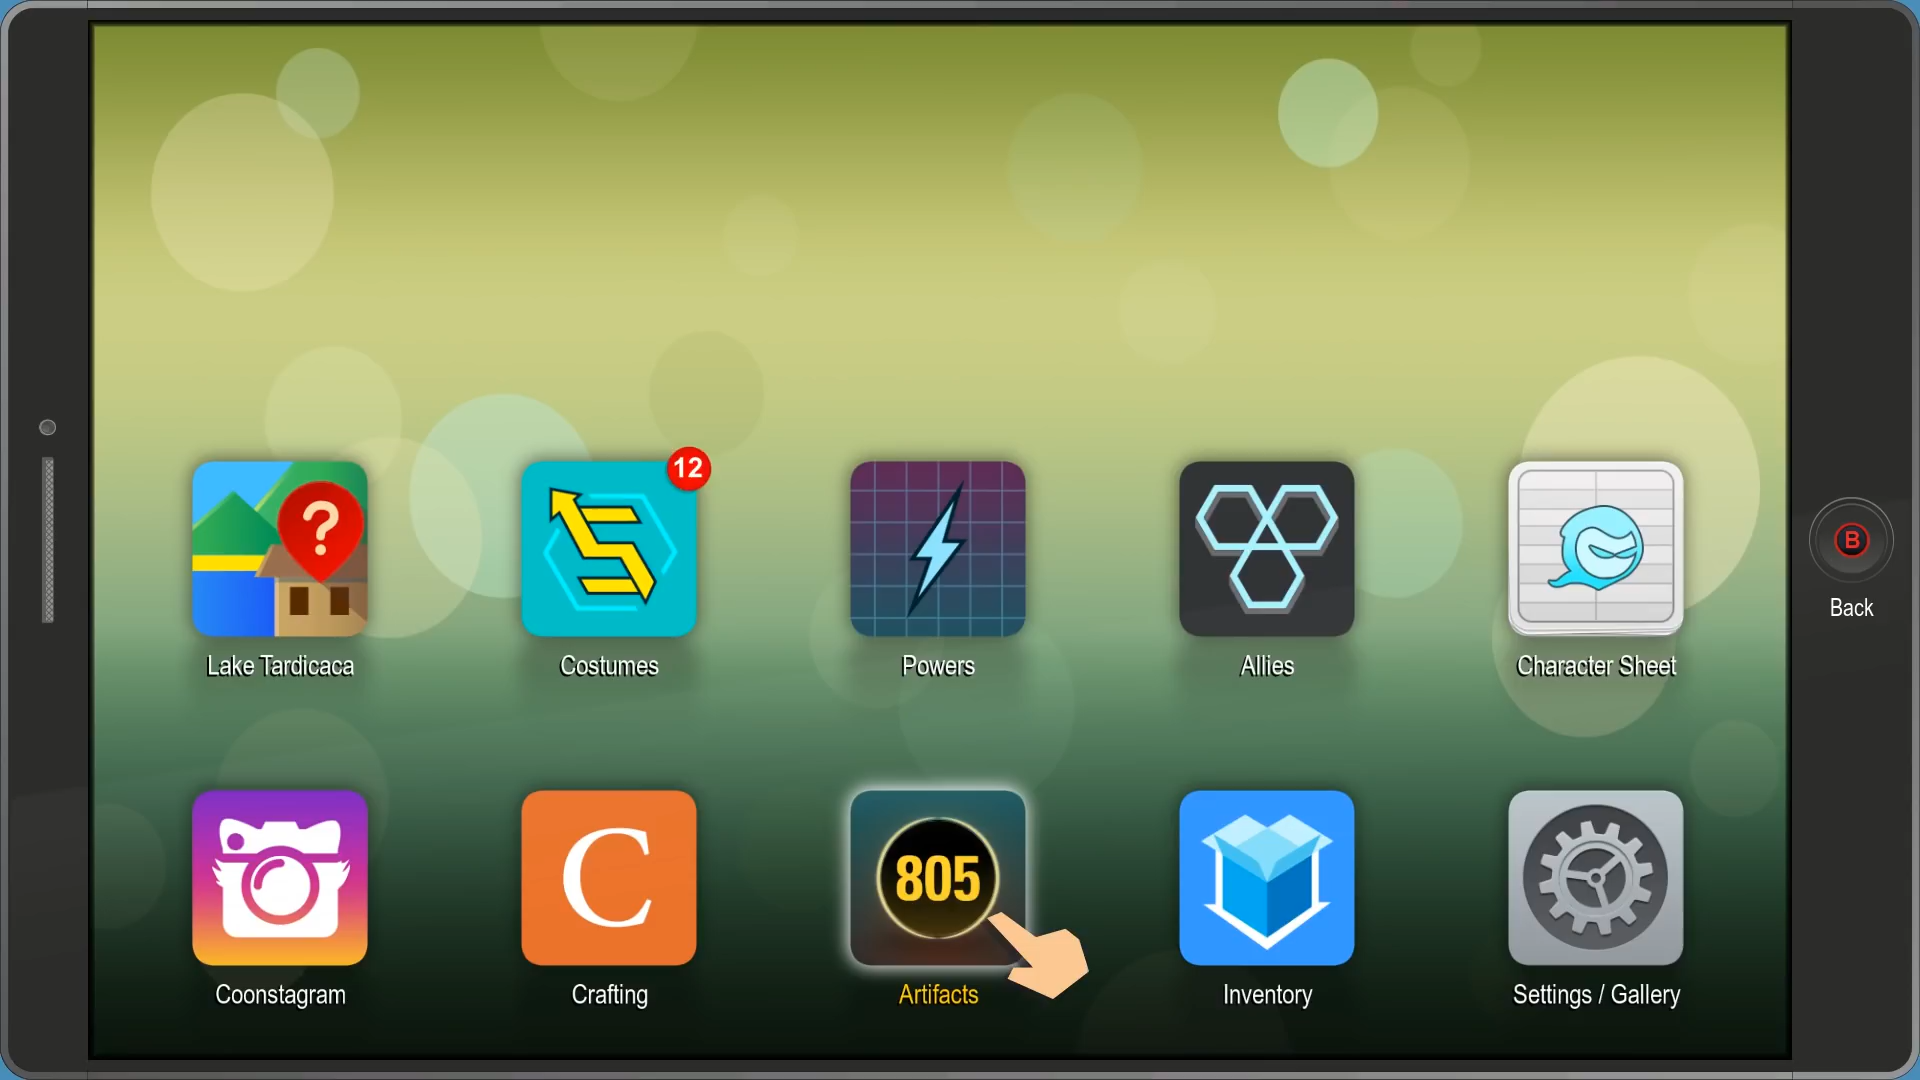 12
?
Lake Tardicaca
Costumes
Powers
Allies
Character Sheet
B
Back
C
805
Coonstagram
Crafting
Artifacts
Inventory
Settings / Gallery